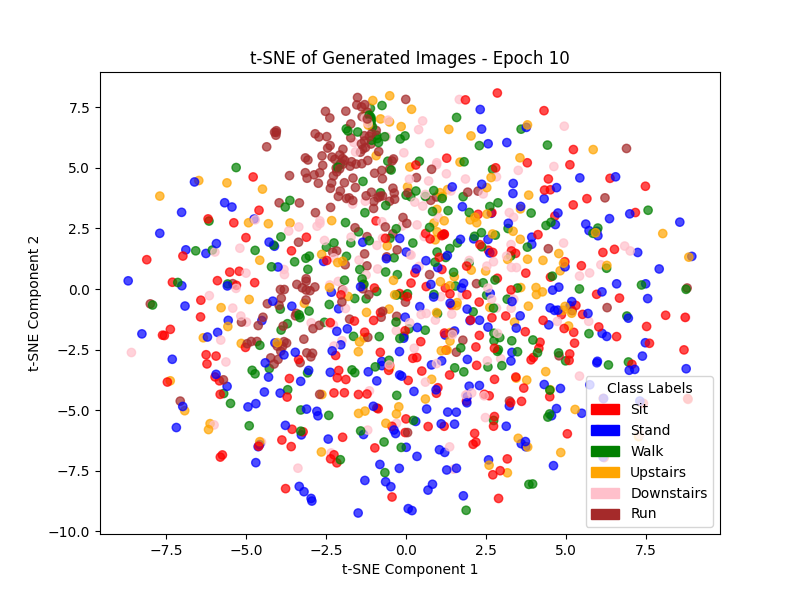 t-SNE of Generated Images - Epoch 10
t-SNE Component 2
7.5
5.0
2.5
0.0
−2.5
−5.0
−7.5
−10.0
−7.5
−5.0
−2.5
0.0
2.5
5.0
7.5
t-SNE Component 1
Class Labels
Sit
Stand
Walk
Upstairs
Downstairs
Run